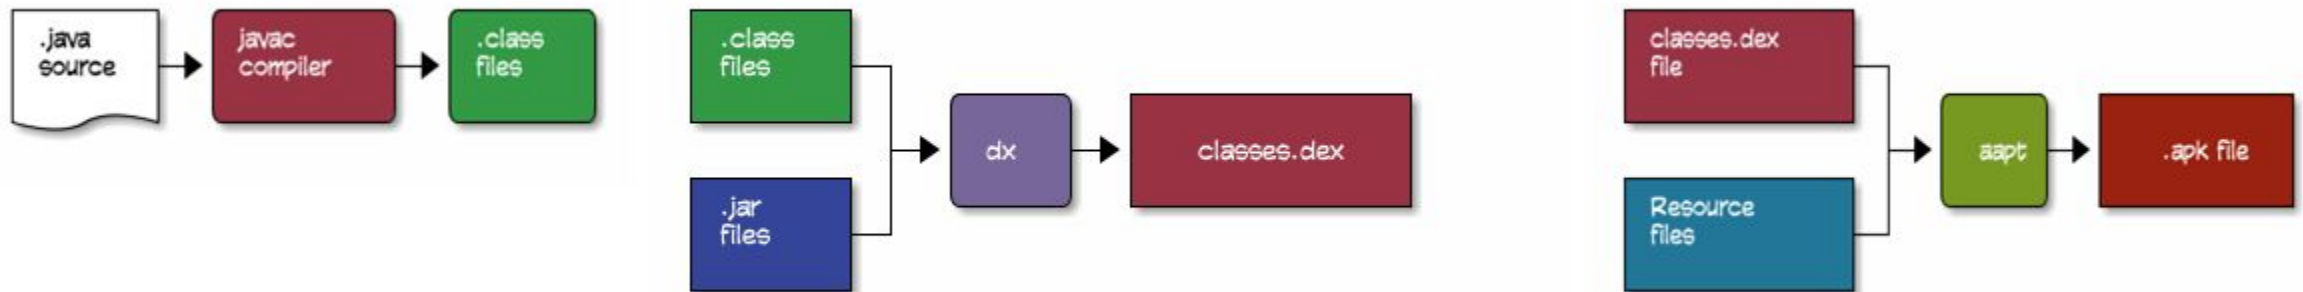 .java
source
javac
compiler
.class
files
.class
files
.jar
files
dx
classes.dex
classes.dex
file
Resource
files
aapt
.apk file